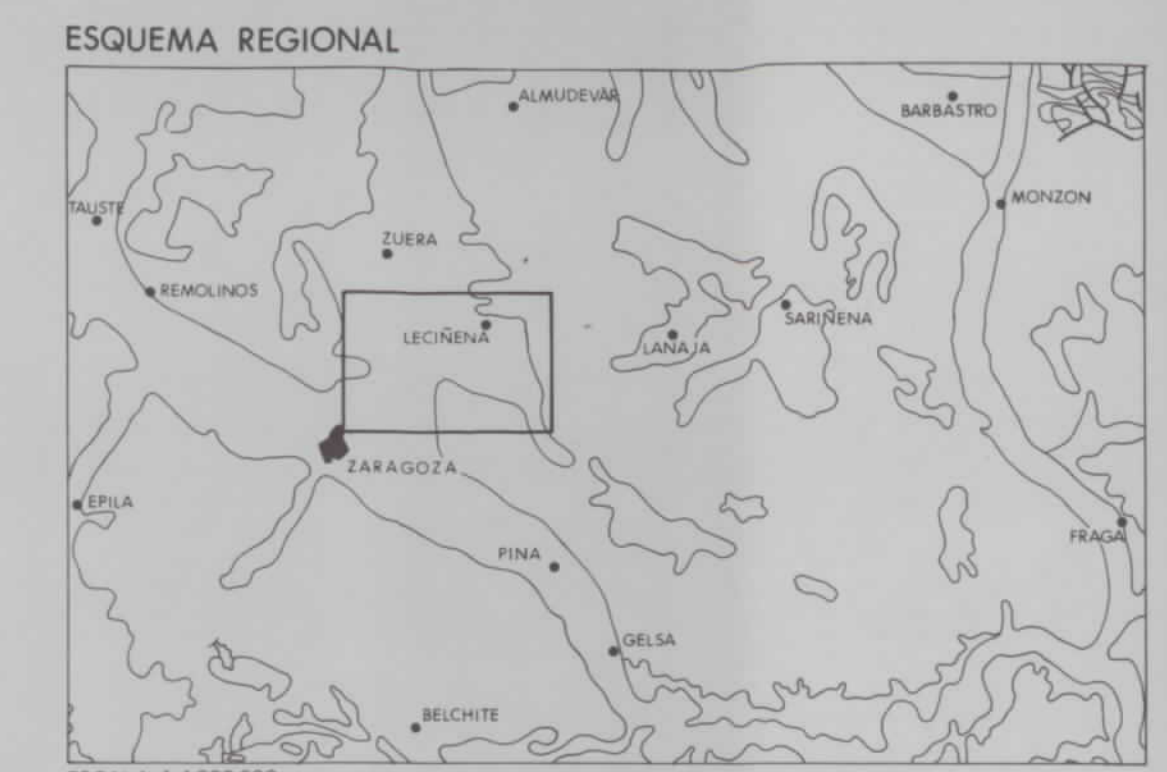 ESQUEMA REGIONAL
ALMUDEVAR
BARBASTRO
TAUSTE
MONZON
ZUERA
REMOLINOS
LECIÑENA
SARIÑENA
LANAJA
ZARAGOZA
EPILA
FRAGA
PINA
GELSA
BELCHITE